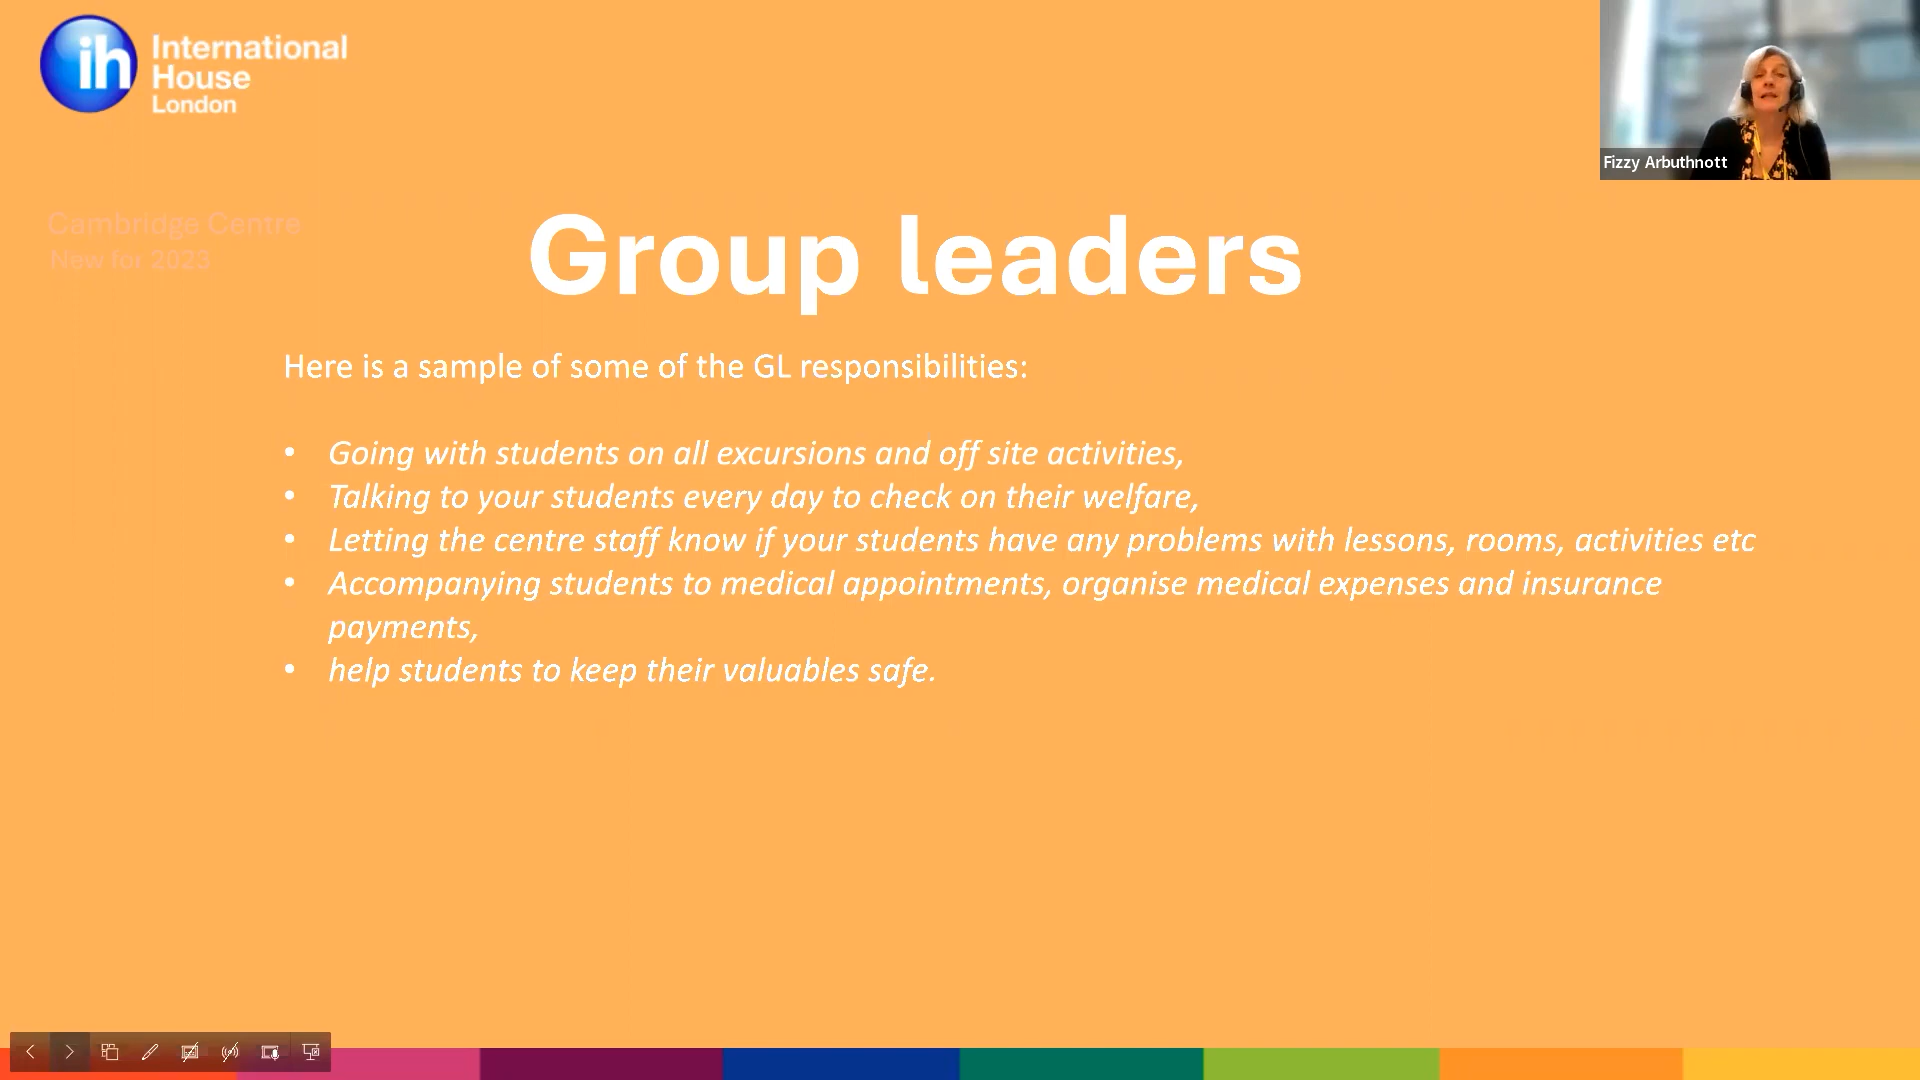 ih International
House
London
Fizzy Arbuthnott
Cambridge Centre
New for 2023
Group leaders
Here is a sample of some of the GL responsibilities:
• Going with students on all excursions and off site activities,
• Talking to your students every day to check on their welfare,
• Letting the centre staff know if your students have any problems with lessons, rooms, activities etc
• Accompanying students to medical appointments, organise medical expenses and insurance
payments,
• help students to keep their valuables safe.